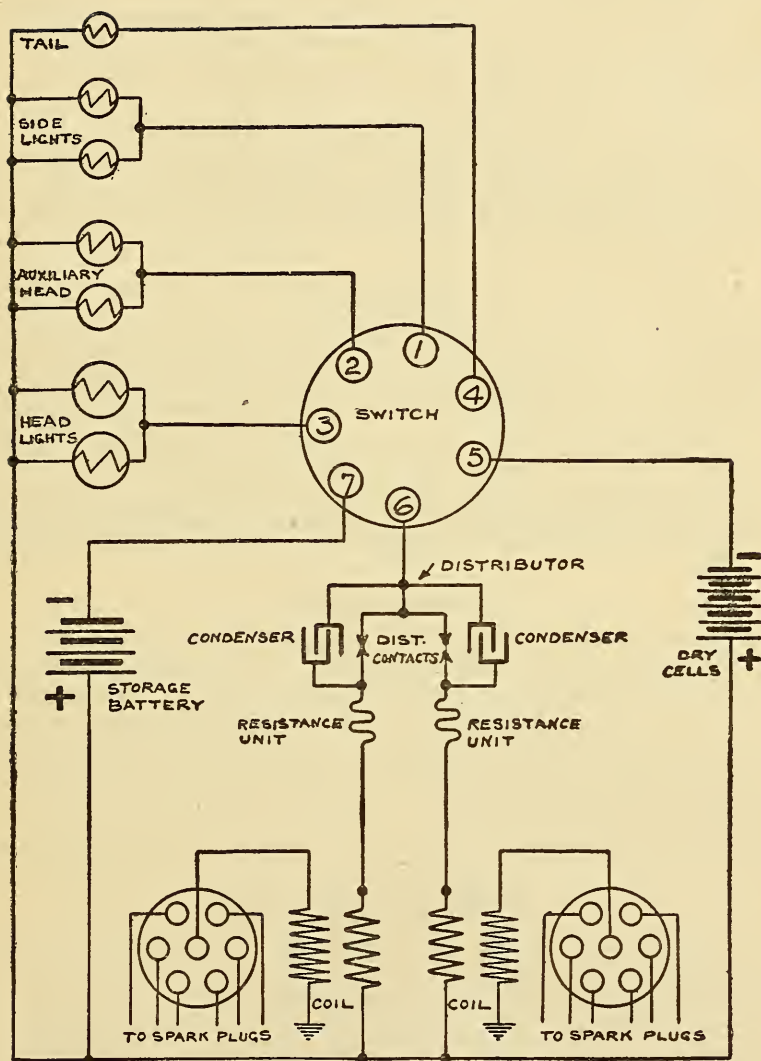 TAIL
SIDE
LIGHTS
AUXILIARY
HEAD
HEAD
LIGHTS
1
2
3
4
SWITCH
5
7
6
DISTRIBUTOR
-
+
STORAGE
BATTERY
CONDENSER
DIST.
CONTACTS
CONDENSER
-
+
DRY
CELLS
RESISTANCE
UNIT
RESISTANCE
UNIT
COIL
COIL
TO SPARK PLUGS
TO SPARK PLUGS